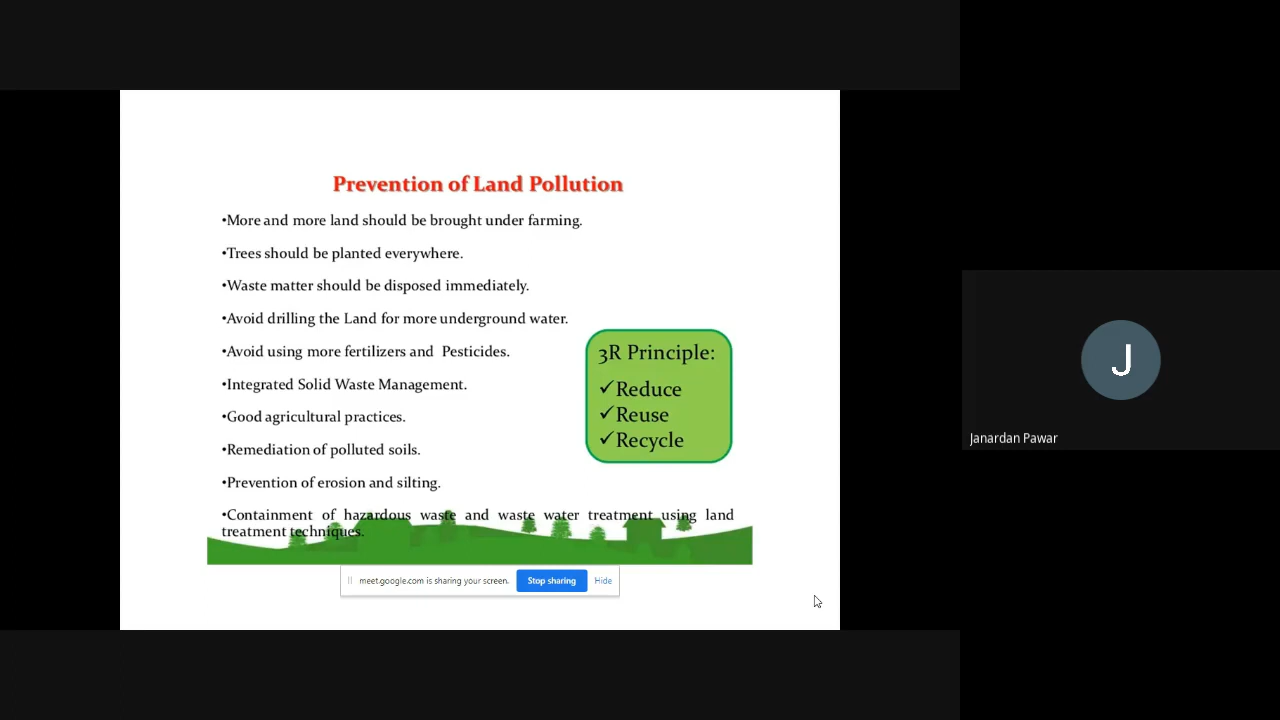 Prevention of Land Pollution
•More and more land should be brought under farming.
•Trees should be planted everywhere.
•Waste matter should be disposed immediately.
•Avoid drilling the Land for more underground water.
•Avoid using more fertilizers and  Pesticides.
•Integrated Solid Waste Management.
•Good agricultural practices.
•Remediation of polluted soils.
•Prevention of erosion and silting.
•Containment of hazardous waste and waste water treatment using land
treatment techniques.
3R Principle:
✓Reduce
✓Reuse
✓Recycle
meet.google.com is sharing your screen.
Stop sharing
Hide
J
Janardan Pawar